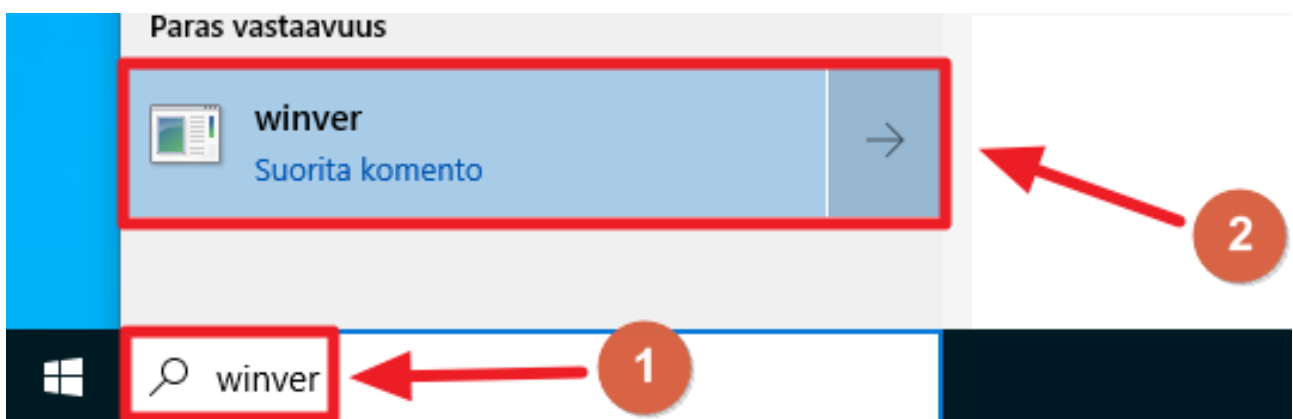 Paras vastaavuus
winver
Suorita komento
2
winver
1